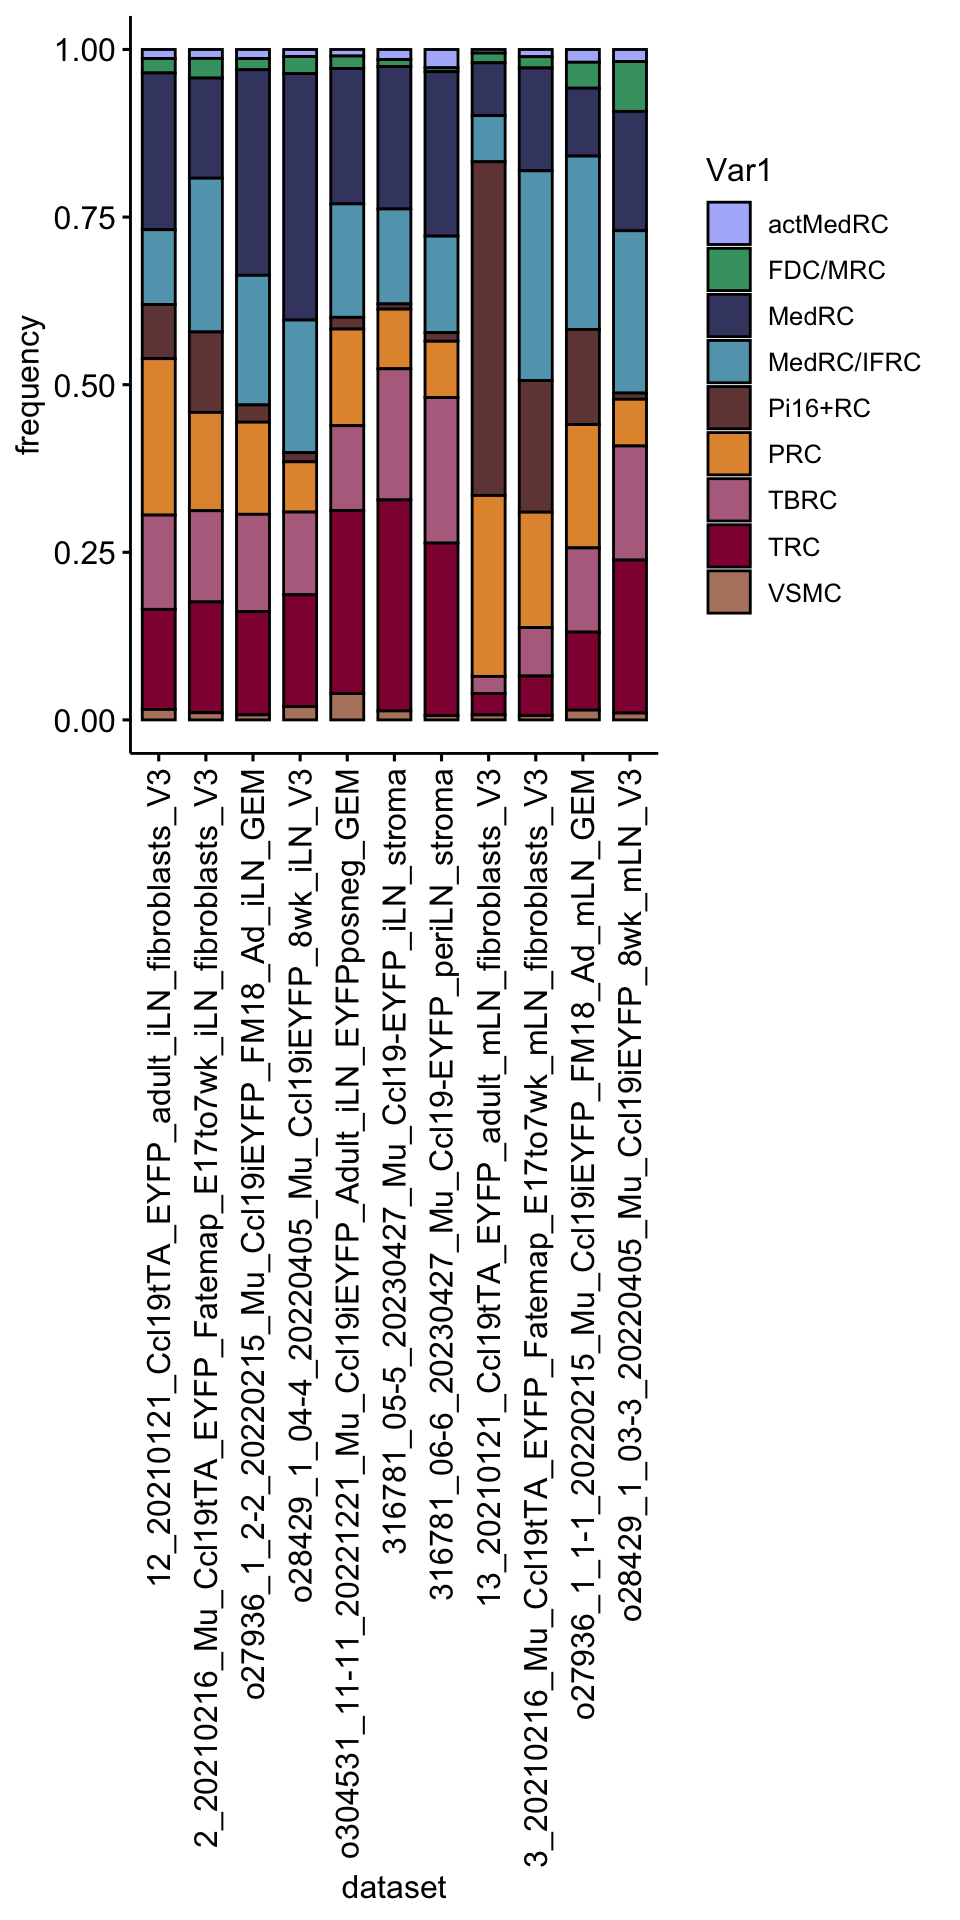 1.00
0.75
0.50
0.25
0.00
frequency
12_20210121_Ccl19tTA_EYFP_adult_iLN_fibroblasts_V3
2_20210216_Mu_Ccl19tTA_EYFP_Fatemap_E17to7wk_iLN_fibroblasts_V3
o27936_1_2-2_20220215_Mu_Ccl19iEYFP_FM18_Ad_iLN_GEM
o28429_1_04-4_20220405_Mu_Ccl19iEYFP_8wk_iLN_V3
o304531_11-11_20221221_Mu_Ccl19iEYFP_Adult_iLN_EYFPposneg_GEM
316781_05-5_20230427_Mu_Ccl19-EYFP_iLN_stroma
316781_06-6_20230427_Mu_Ccl19-EYFP_periLN_stroma
13_20210121_Ccl19tTA_EYFP_adult_mLN_fibroblasts_V3
3_20210216_Mu_Ccl19tTA_EYFP_Fatemap_E17to7wk_mLN_fibroblasts_V3
o27936_1_1-1_20220215_Mu_Ccl19iEYFP_FM18_Ad_mLN_GEM
o28429_1_03-3_20220405_Mu_Ccl19iEYFP_8wk_mLN_V3
dataset
Var1
actMedRC
FDC/MRC
MedRC
MedRC/IFRC
Pi16+RC
PRC
TBRC
TRC
VSMC